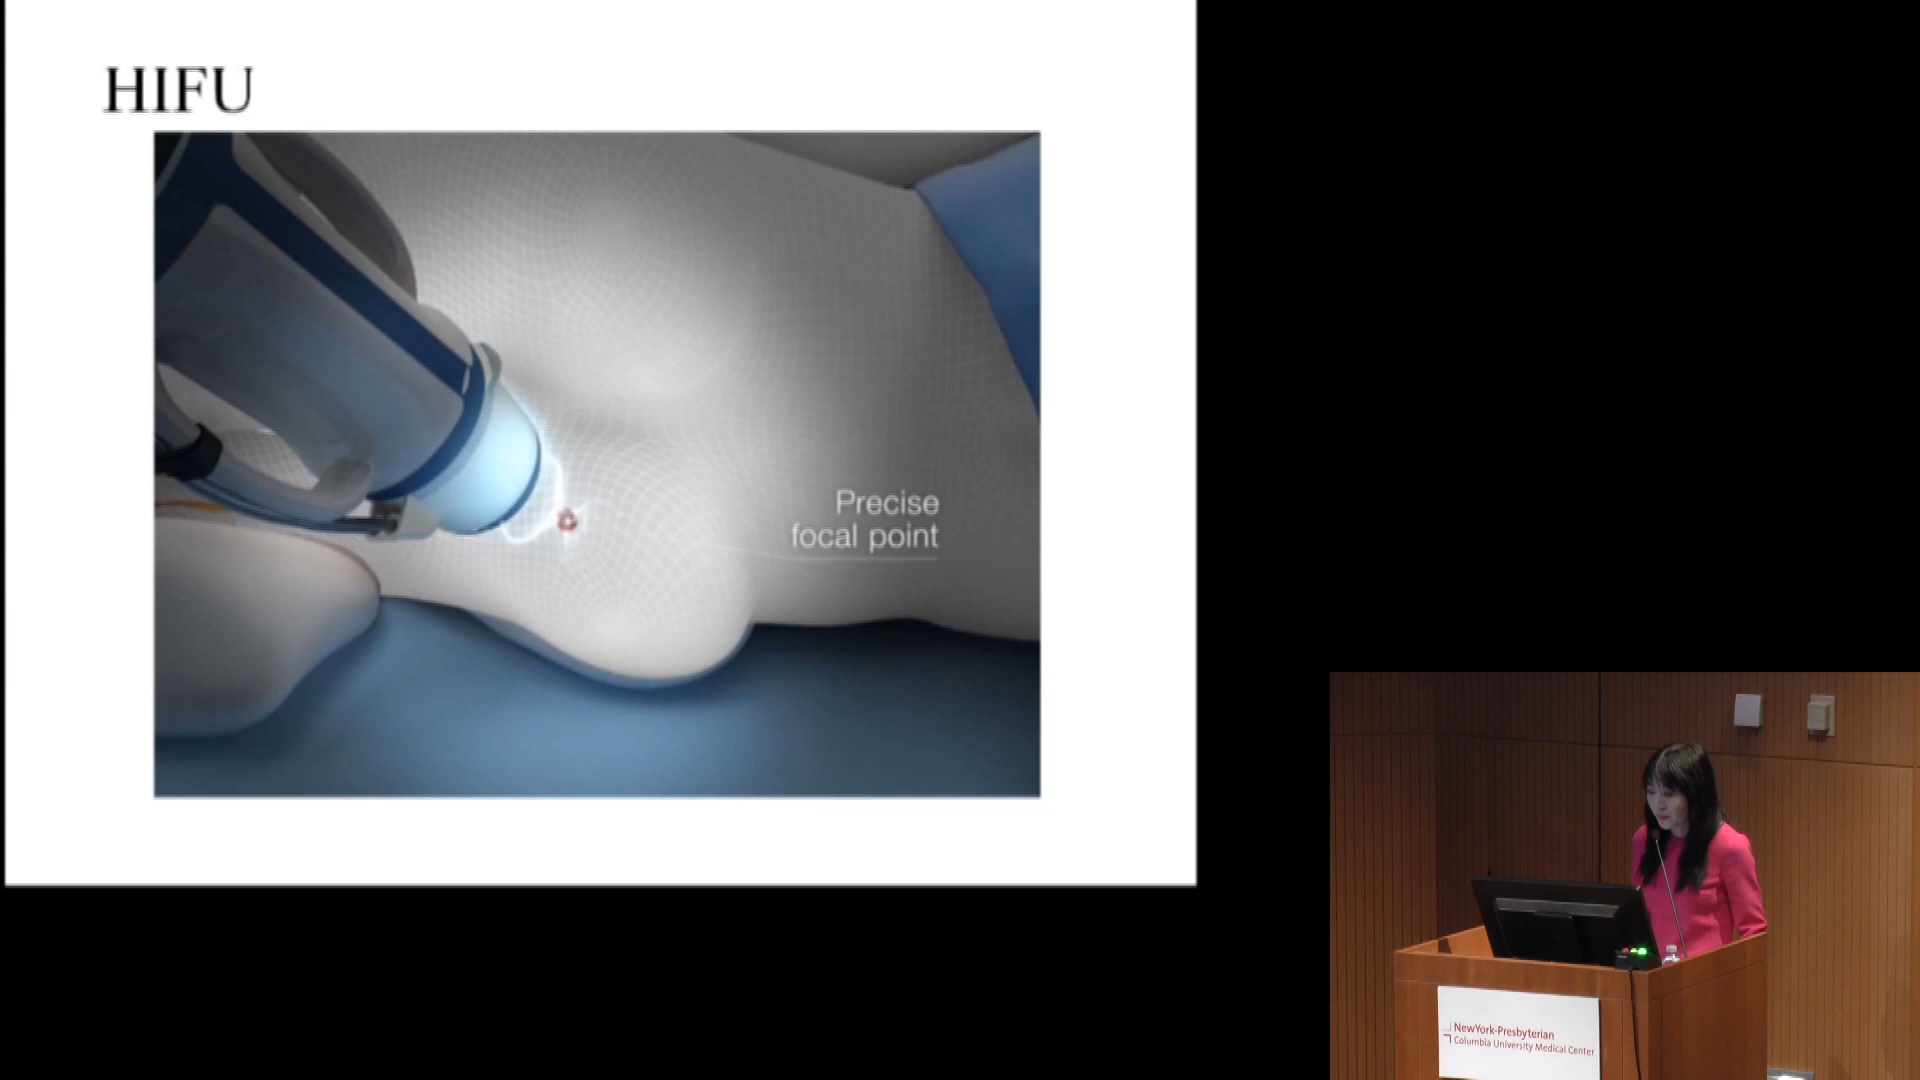 HIFU
Precise
focal point
NewYork-Presbyterian
Columbia University Medical Center